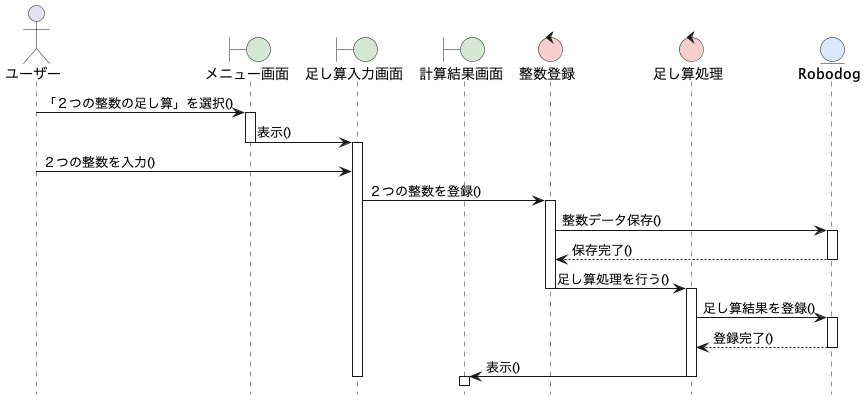 ユーザー
メニュー画面
足し算入力画面
計算結果画面
整数登録
足し算処理
Robodog
「２つの整数の足し算」を選択()
表示()
２つの整数を入力()
２つの整数を登録()
整数データ保存()
保存完了()
足し算処理を行う()
足し算結果を登録()
登録完了()
表示()